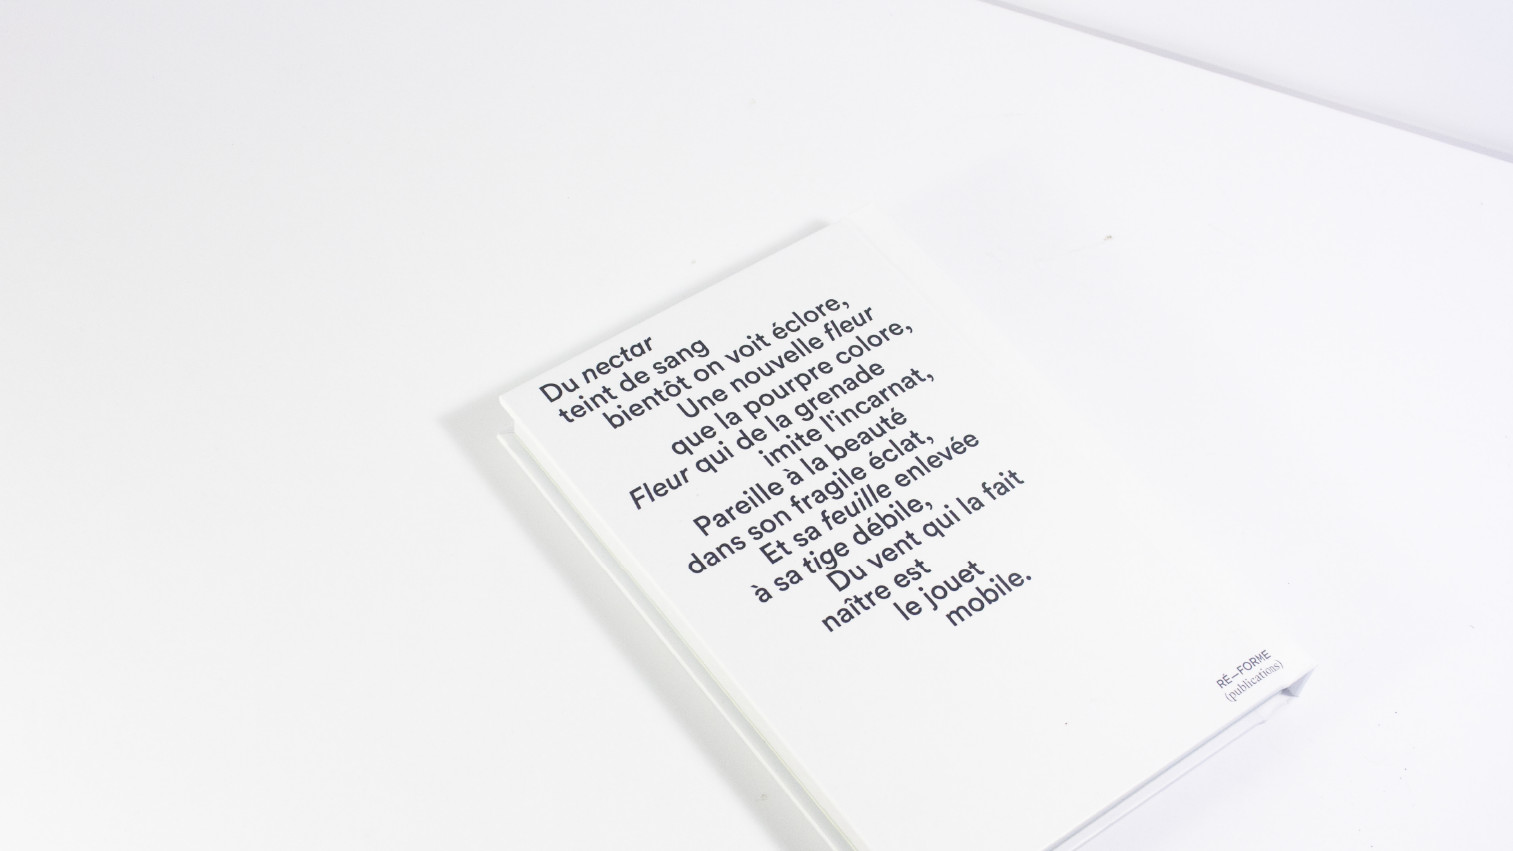 Du nectar
teint de sang
bientôt on voit éclore,
Une nouvelle fleur
que la pourpre colore,
Fleur qui de la grenade
imite l'incarnat,
Pareille à la beauté
dans son fragile éclat,
Et sa feuille enlevée
à sa tige débile,
Du vent qui la fait
naître est
le jouet
mobile.
RÉ—FORME
(publications)